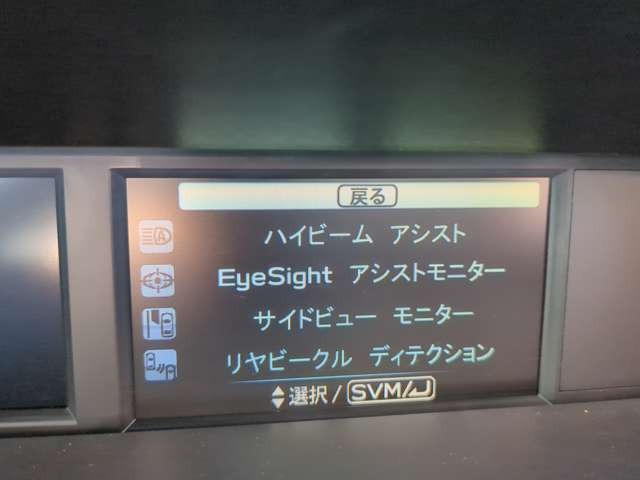 戻る
ハイビーム アシスト
EyeSight アシストモニター
サイドビュー モニター
リヤビークル ディテクション
選択 / SVM/